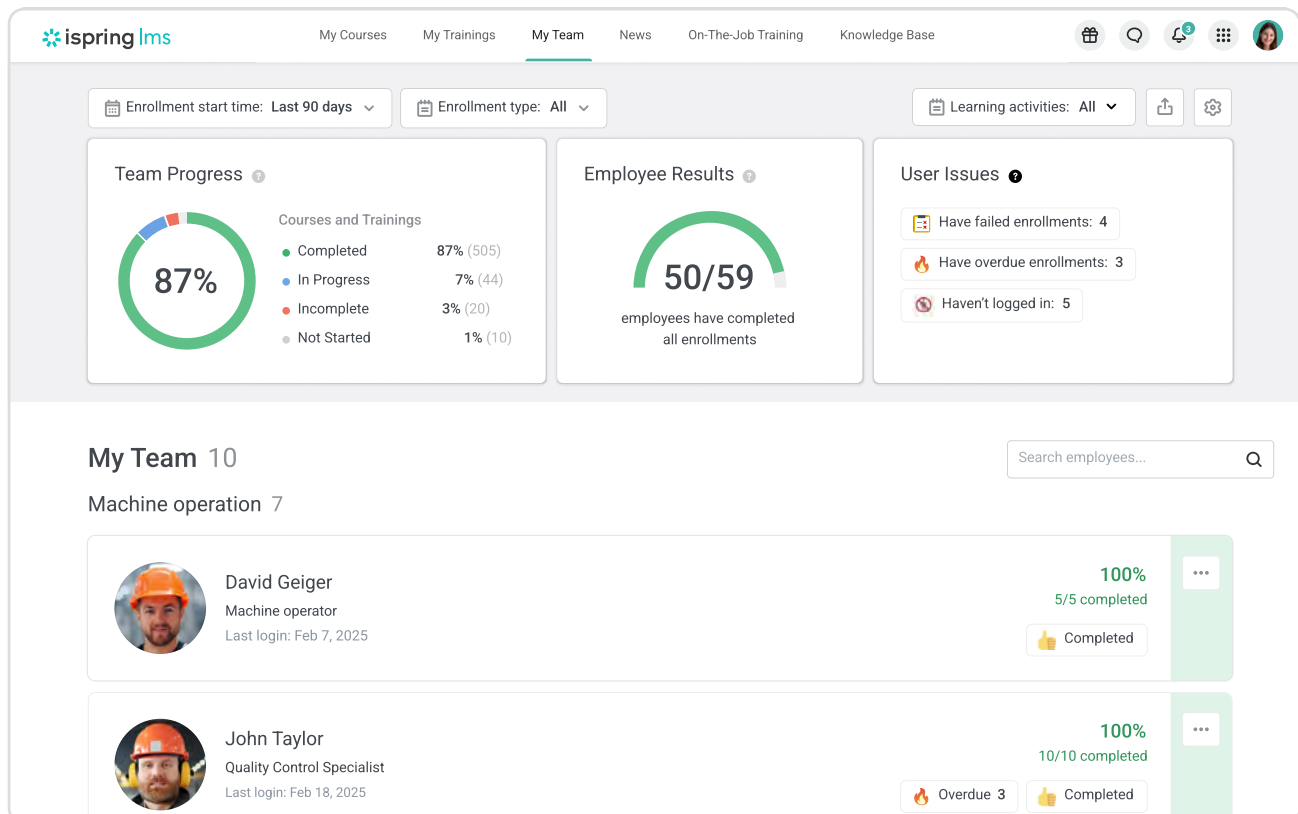 ispring lms
My Courses My Trainings My Team News On-The-Job Training Knowledge Base
3
Enrollment start time: Last 90 days
Enrollment type: All
Learning activities: All
Team Progress ?
87%
Courses and Trainings
Completed 87% (505)
In Progress 7% (44)
Incomplete 3% (20)
Not Started 1% (10)
Employee Results ?
50/59
employees have completed
all enrollments
User Issues ?
Have failed enrollments: 4
Have overdue enrollments: 3
Haven't logged in: 5
My Team 10
Search employees...
Machine operation 7
David Geiger
Machine operator
Last login: Feb 7, 2025
100%
5/5 completed
Completed
John Taylor
Quality Control Specialist
Last login: Feb 18, 2025
100%
10/10 completed
Overdue 3
Completed